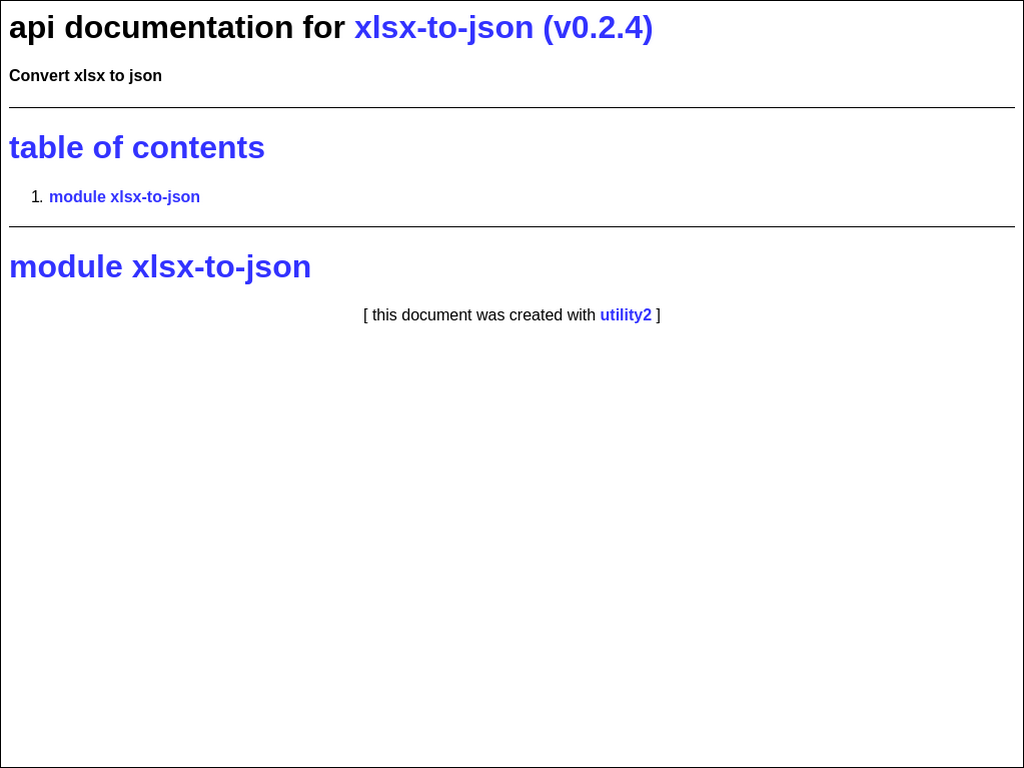 api documentation for xlsx-to-json (v0.2.4)
Convert xlsx to json
table of contents
1. module xlsx-to-json
module xlsx-to-json
[ this document was created with utility2 ]